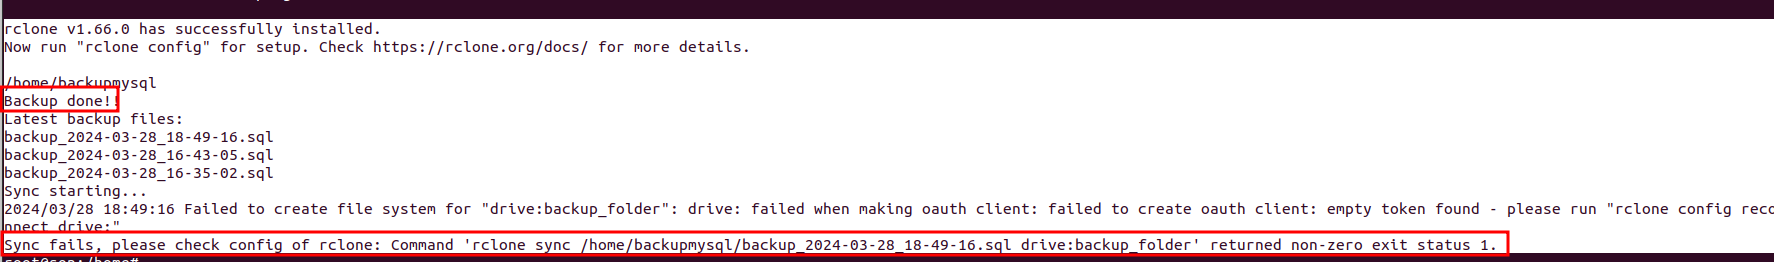 rclone v1.66.0 has successfully installed.
Now run "rclone config" for setup. Check https://rclone.org/docs/ for more details.
/home/backupmysql
Backup done!!
Latest backup files:
backup_2024-03-28_18-49-16.sql
backup_2024-03-28_16-43-05.sql
backup_2024-03-28_16-35-02.sql
Sync starting...
2024/03/28 18:49:16 Failed to create file system for "drive:backup_folder": drive: failed when making oauth client: failed to create oauth client: empty token found - please run "rclone config reco
nnect drive:"
Sync fails, please check config of rclone: Command 'rclone sync /home/backupmysql/backup_2024-03-28_18-49-16.sql drive:backup_folder' returned non-zero exit status 1.